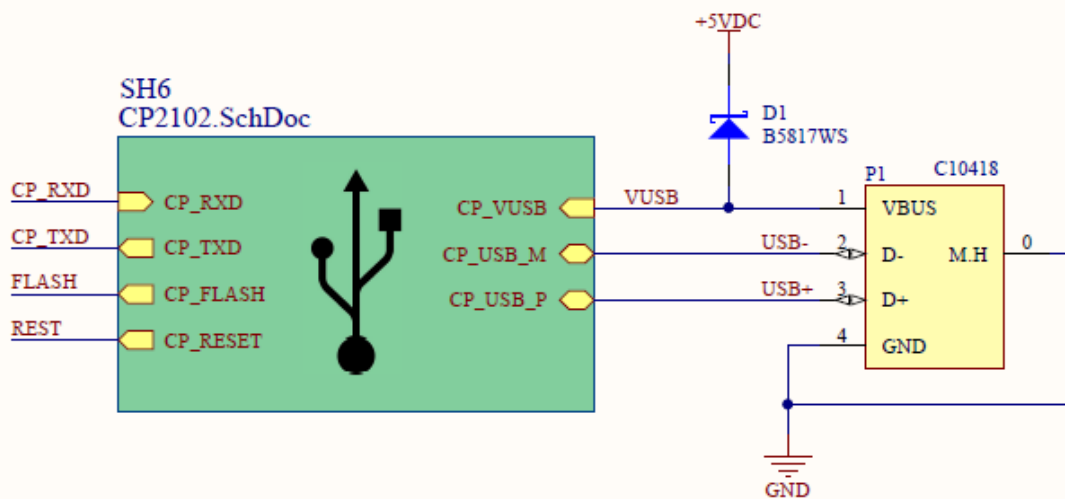 +5VDC
SH6
CP2102.SchDoc
D1
B5817WS
P1
C10418
CP_RXD
CP_RXD
CP_VUSB
VUSB
1
VBUS
CP_TXD
CP_TXD
CP_USB_M
USB-
2
D-
M.H
0
FLASH
CP_FLASH
CP_USB_P
USB+
3
D+
REST
CP_RESET
4
GND
GND